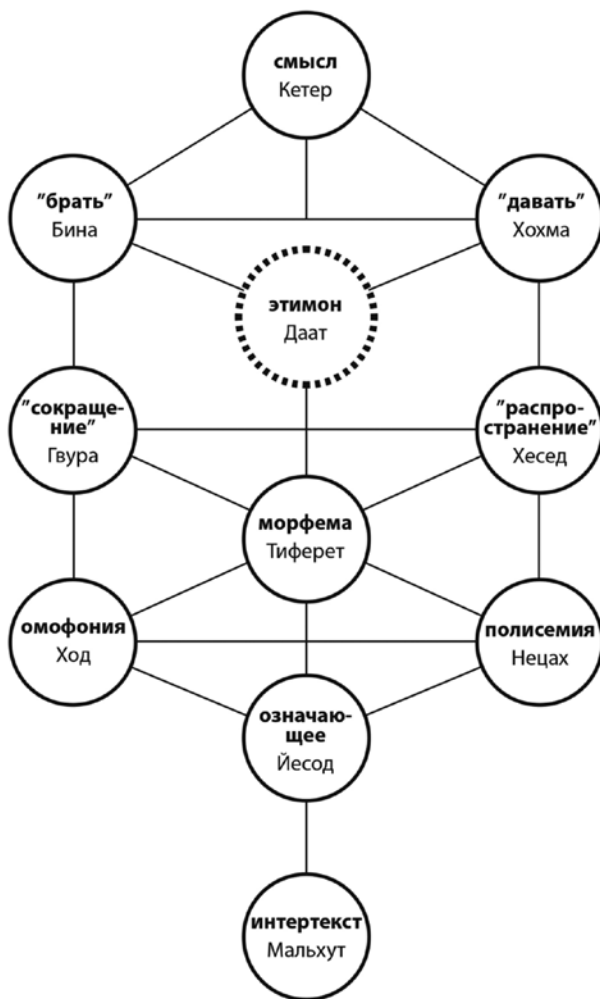 смысл
Кетер
"брать"
Бина
"давать"
Хохма
этимон
Даат
"сокраще-
ние"
Гвура
"распро-
странение"
Хесед
морфема
Тиферет
омофония
Ход
полисемия
Нецах
означаю-
щее
Йесод
интертекст
Мальхут